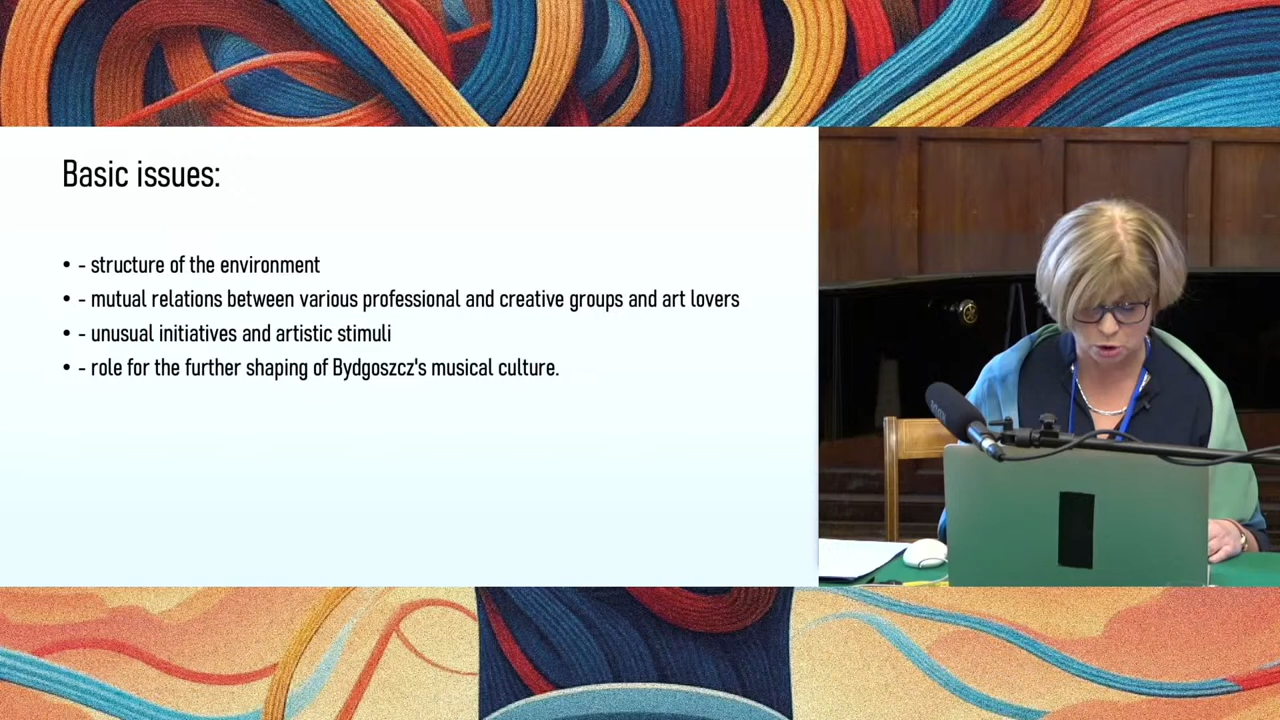 Basic issues:
• - structure of the environment
• - mutual relations between various professional and creative groups and art lovers
• - unusual initiatives and artistic stimuli
• - role for the further shaping of Bydgoszcz's musical culture.